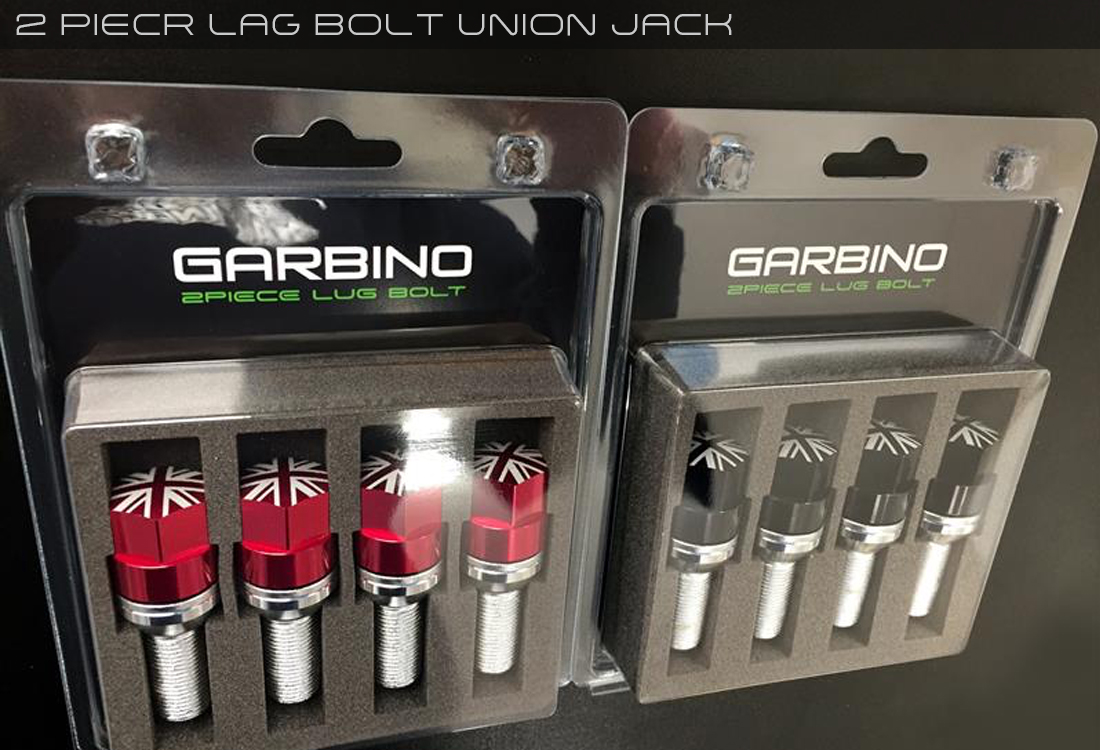 2 PIECR LAG BOLT UNION JACK
GARBINO
2PIECE LUG BOLT
GARBINO
2PIECE LUG BOLT